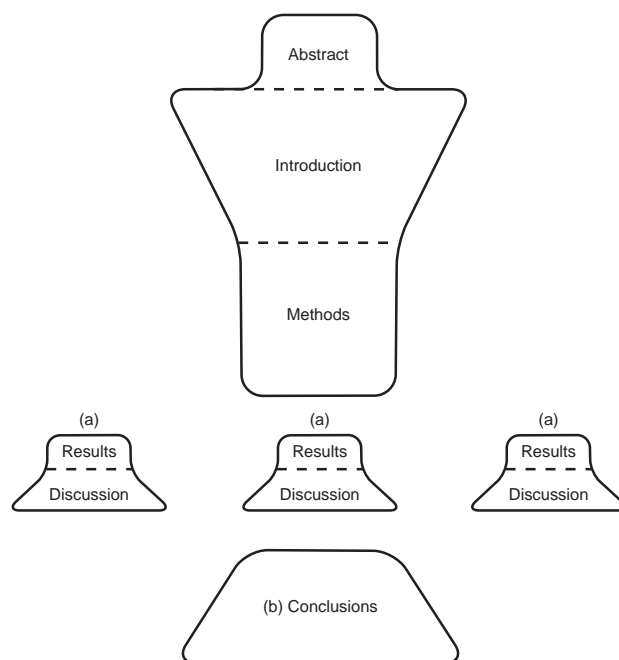 Abstract
Introduction
Methods
(a) (a) (a)
Results Results Results
Discussion Discussion Discussion
(b) Conclusions